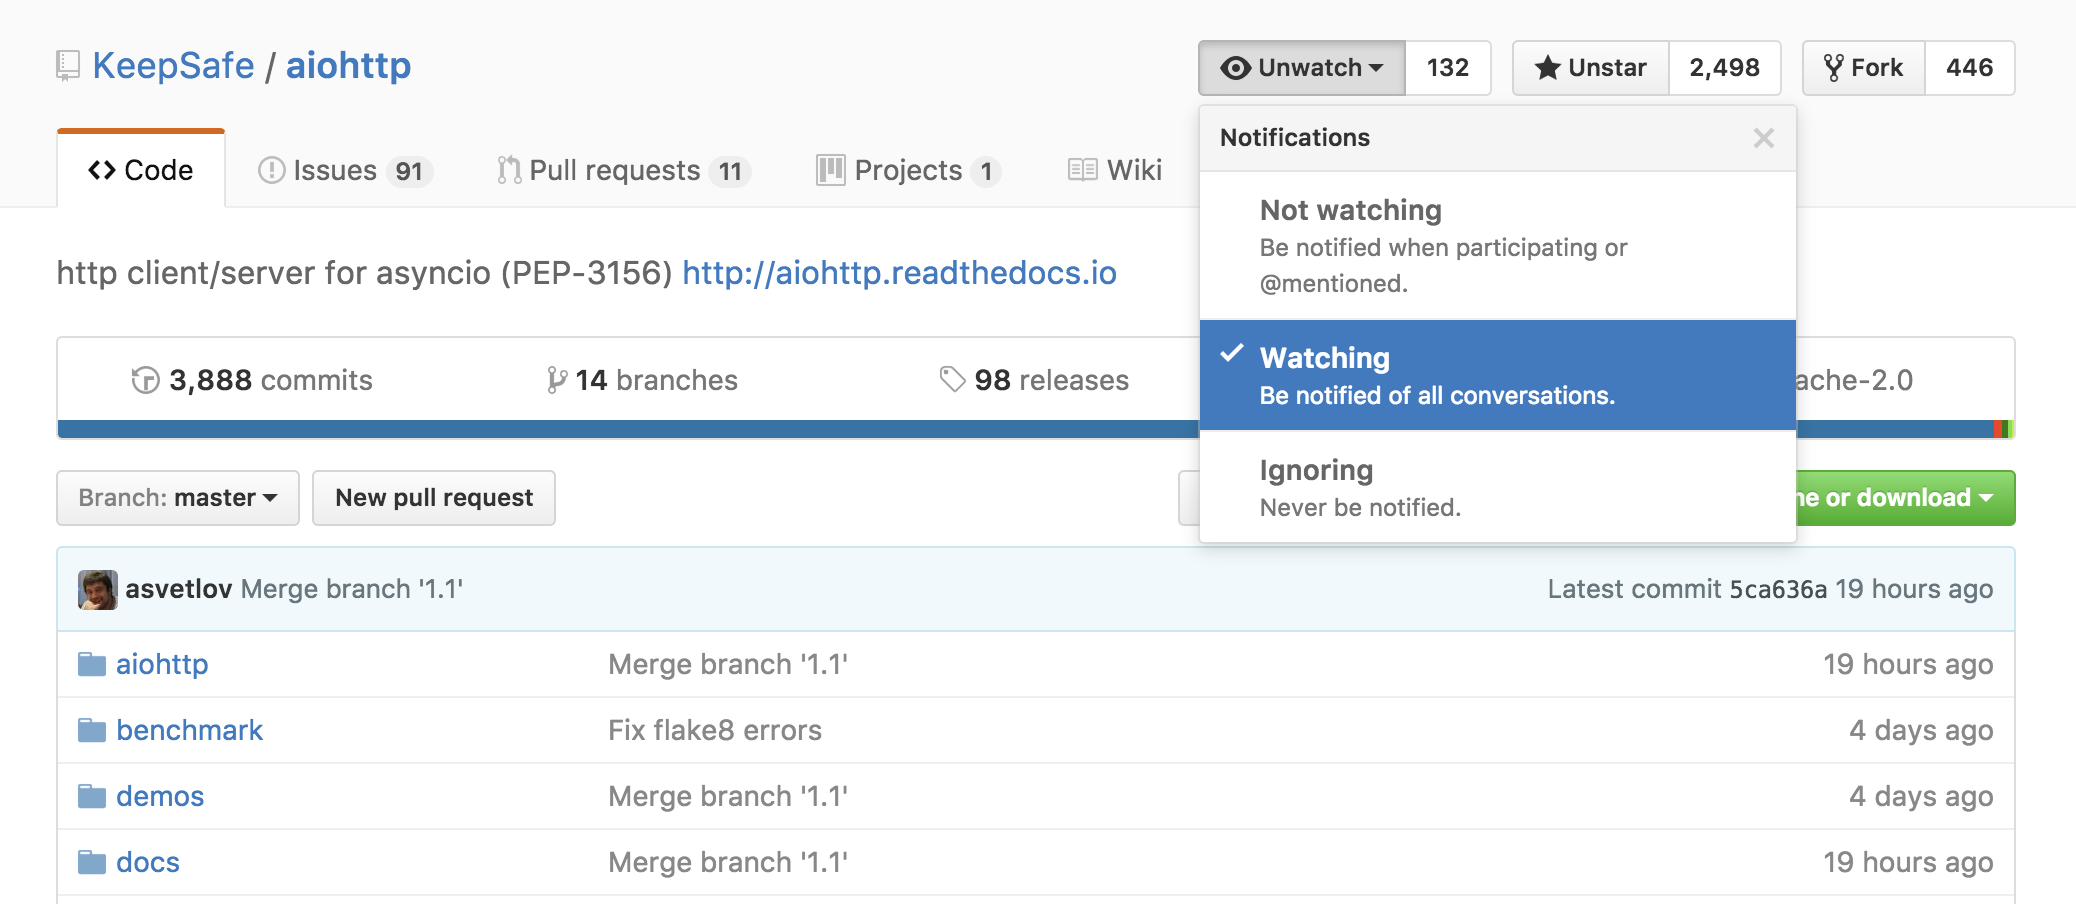 KeepSafe / aiohttp
Unwatch 132 Unstar 2,498 Fork 446
Code Issues 91 Pull requests 11 Projects 1 Wiki
Notifications
Not watching
Be notified when participating or
@mentioned.
Watching
Be notified of all conversations.
Ignoring
Never be notified.
http client/server for asyncio (PEP-3156) http://aiohttp.readthedocs.io
3,888 commits 14 branches 98 releases ache-2.0
Branch: master New pull request ne or download
asvetlov Merge branch '1.1' Latest commit 5ca636a 19 hours ago
aiohttp Merge branch '1.1' 19 hours ago
benchmark Fix flake8 errors 4 days ago
demos Merge branch '1.1' 4 days ago
docs Merge branch '1.1' 19 hours ago